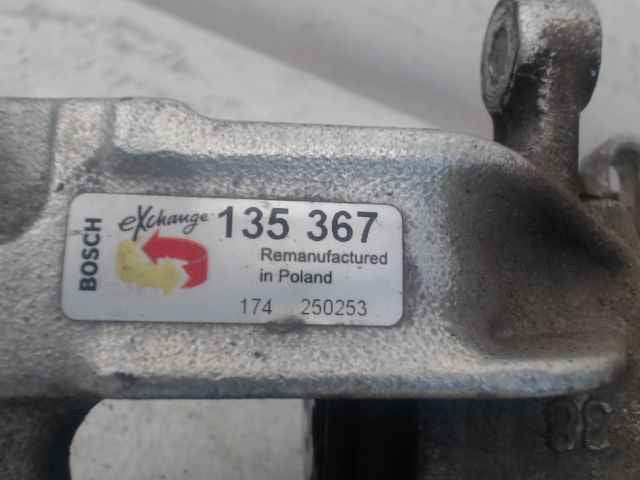 BOSCH
eXchange
135 367
Remanufactured
in Poland
174 250253